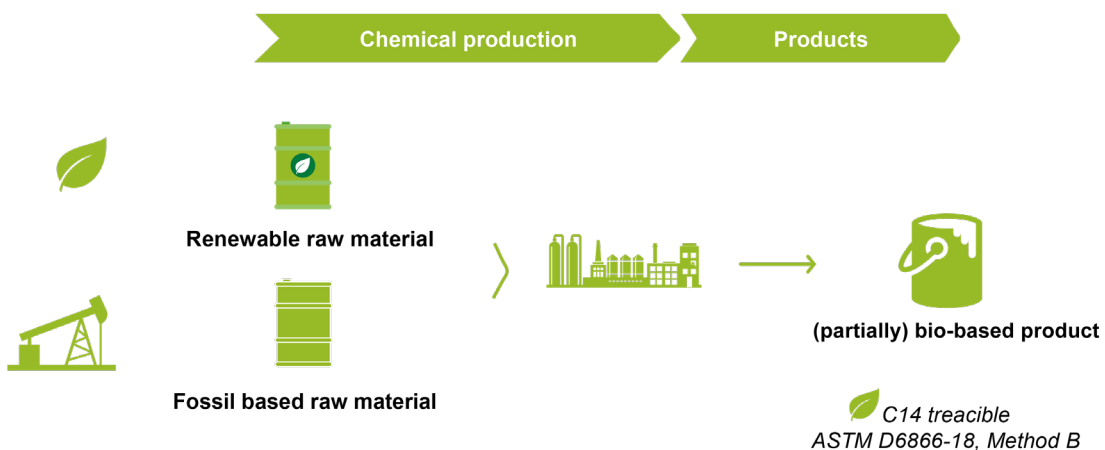 Chemical production
Products
Renewable raw material
Fossil based raw material
(partially) bio-based product
C14 treacible
ASTM D6866-18, Method B